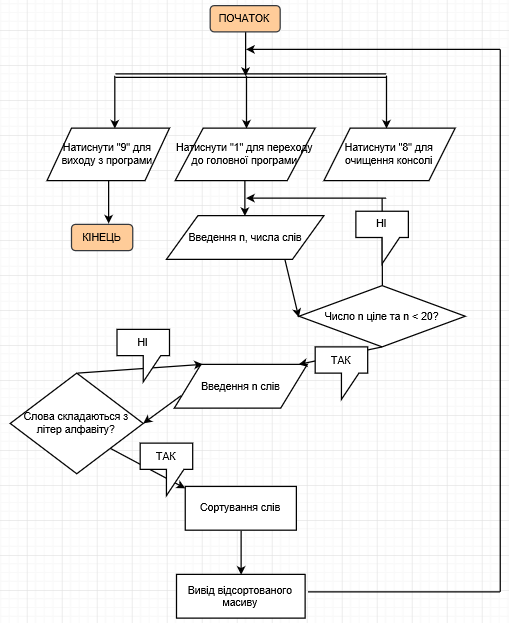 ПОЧАТОК
Натиснути "9" для
виходу з програми
Натиснути "1" для переходу
до головної програми
Натиснути "8" для
очищення консолі
КІНЕЦЬ
Введення n, числа слів
НІ
Число n ціле та n < 20?
НІ
ТАК
Введення n слів
Слова складаються з
літер алфавіту?
ТАК
Сортування слів
Вивід відсортованого
масиву